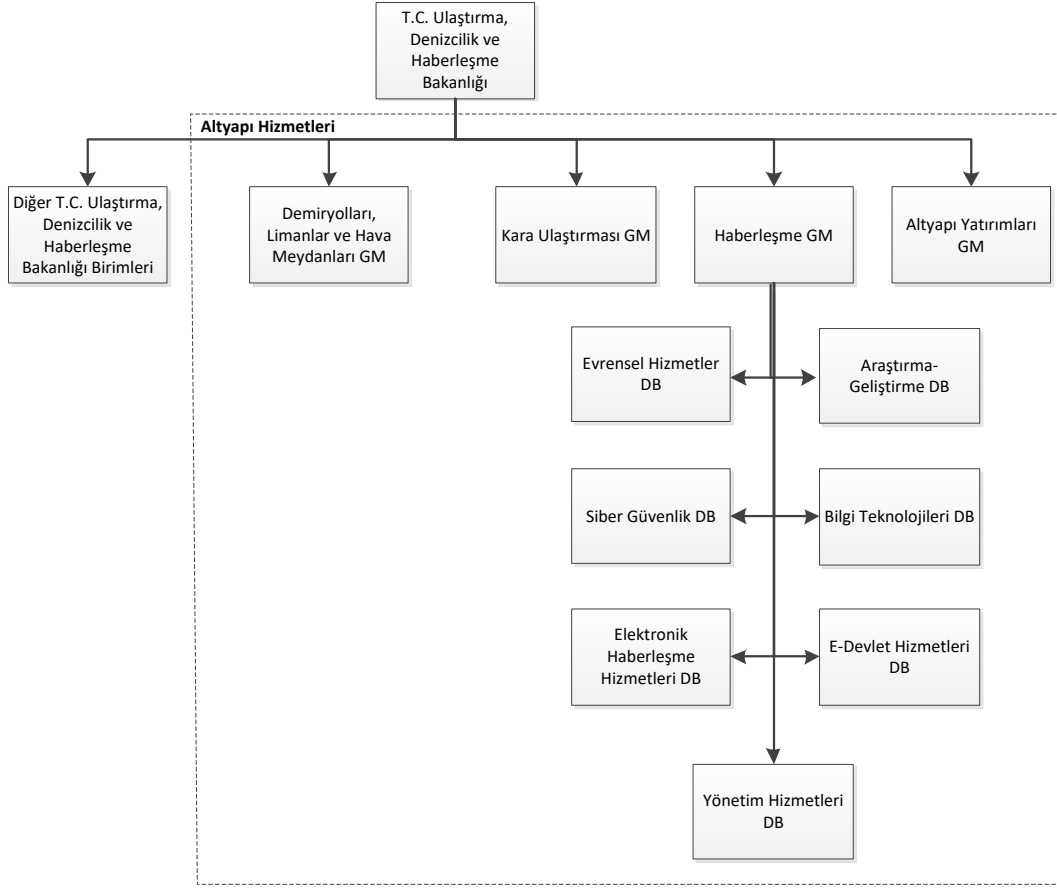 T.C. Ulaştırma,
Denizcilik ve
Haberleşme
Bakanlığı
Altyapı Hizmetleri
Diğer T.C. Ulaştırma,
Denizcilik ve
Haberleşme
Bakanlığı Birimleri
Demiryolları,
Limanlar ve Hava
Meydanları GM
Kara Ulaştırması GM
Haberleşme GM
Altyapı Yatırımları
GM
Evrensel Hizmetler
DB
Araştırma-
Geliştirme DB
Siber Güvenlik DB
Bilgi Teknolojileri DB
Elektronik
Haberleşme
Hizmetleri DB
E-Devlet Hizmetleri
DB
Yönetim Hizmetleri
DB